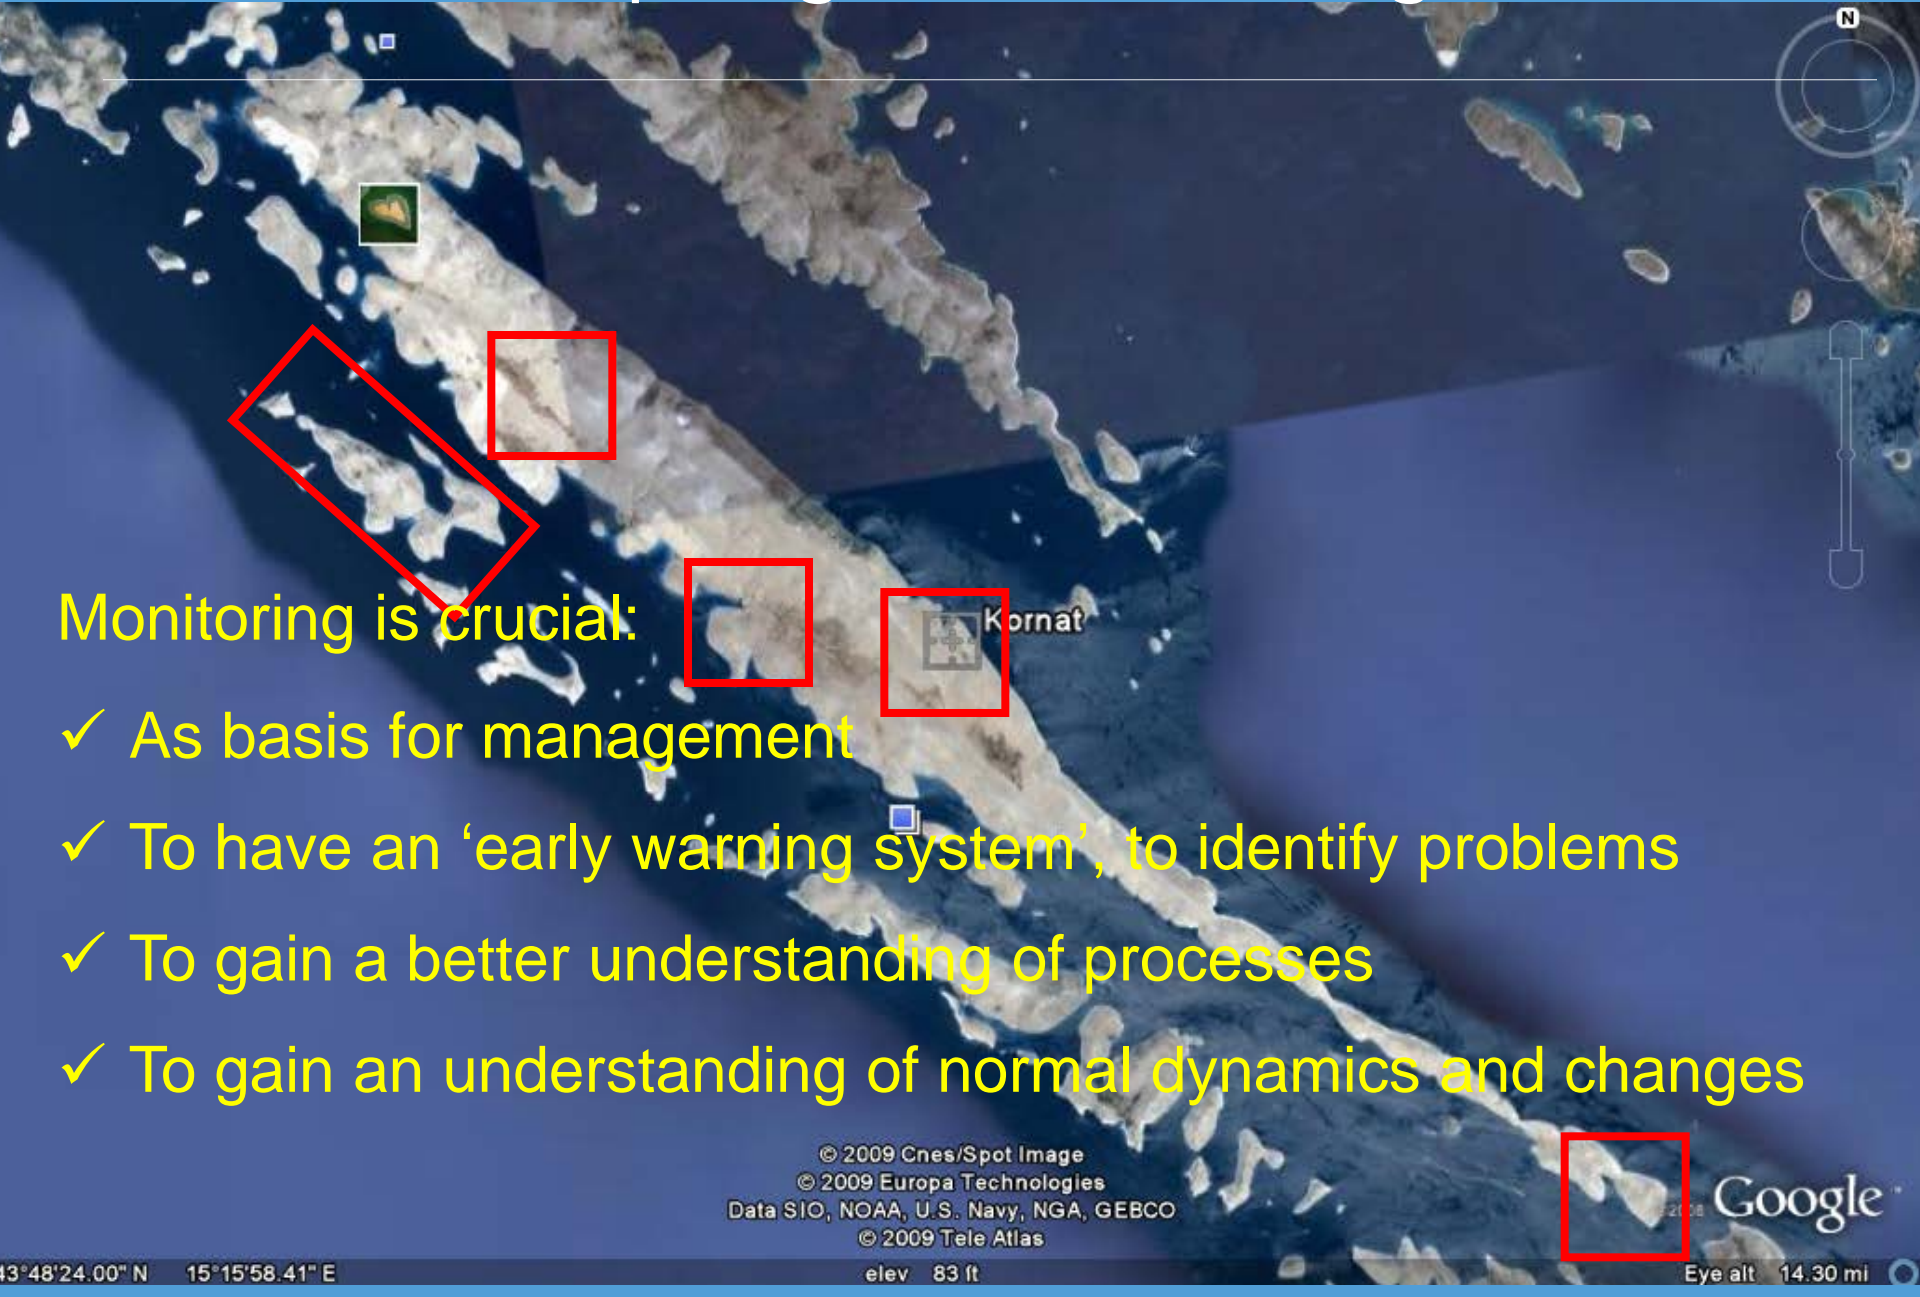 N
Kornat
Monitoring is crucial:
✓ As basis for management
✓ To have an ‘early warning system’, to identify problems
✓ To gain a better understanding of processes
✓ To gain an understanding of normal dynamics and changes
© 2009 Cnes/Spot Image
© 2009 Europa Technologies
Data SIO, NOAA, U.S. Navy, NGA, GEBCO
© 2009 Tele Atlas
Google
43°48'24.00" N 15°15'58.41" E elev 83 ft Eye alt 14.30 mi